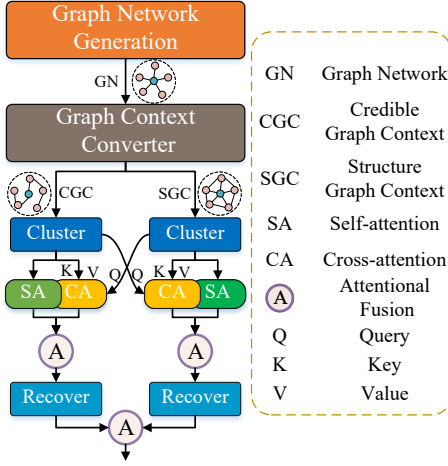 Graph Network
Generation
GN
Graph Context
Converter
CGC
SGC
Cluster
Cluster
K
V
Q
Q
K
V
SA
CA
CA
SA
A
A
Recover
Recover
A
GN Graph Network
CGC Credible
Graph Context
SGC Structure
Graph Context
SA Self-attention
CA Cross-attention
A Attentional
Fusion
Q Query
K Key
V Value